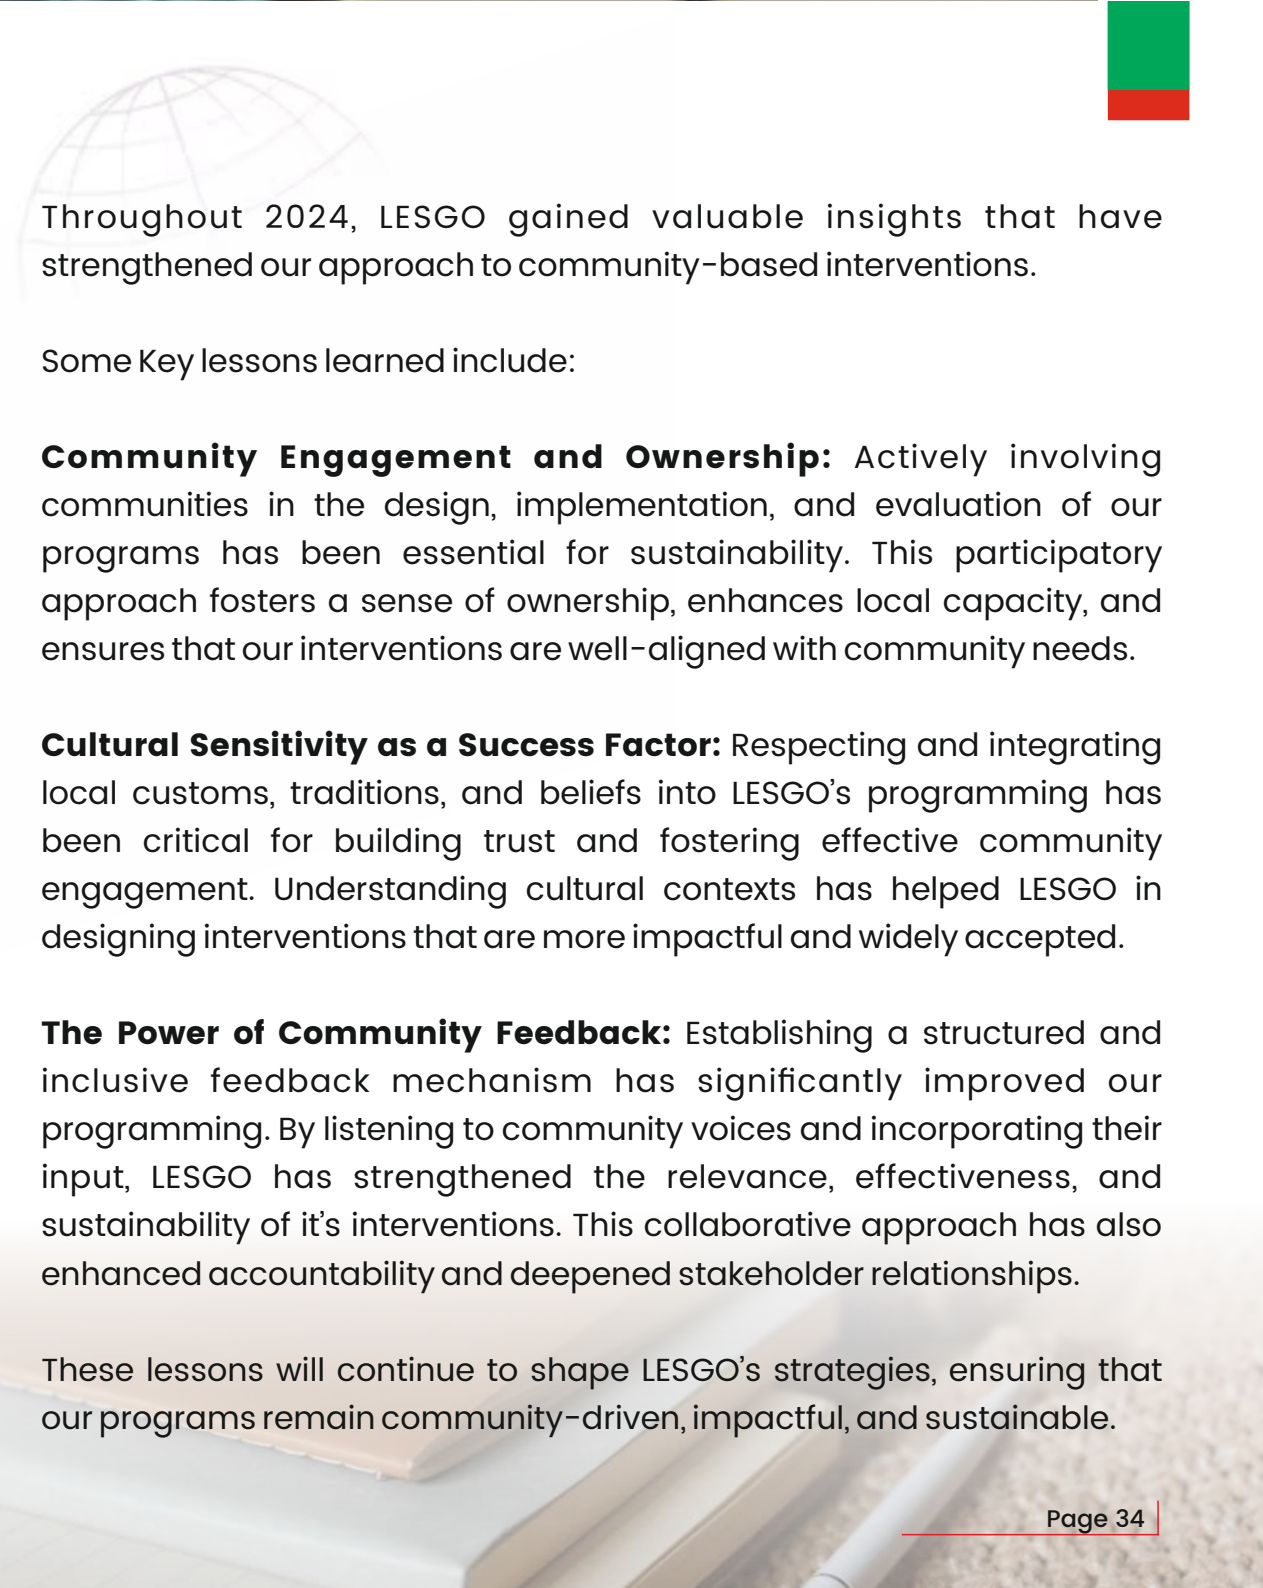 Throughout 2024, LESGO gained valuable insights that have
strengthened our approach to community-based interventions.
Some Key lessons learned include:
Community Engagement and Ownership: Actively involving
communities in the design, implementation, and evaluation of our
programs has been essential for sustainability. This participatory
approach fosters a sense of ownership, enhances local capacity, and
ensures that our interventions are well-aligned with community needs.
Cultural Sensitivity as a Success Factor: Respecting and integrating
local customs, traditions, and beliefs into LESGO’s programming has
been critical for building trust and fostering effective community
engagement. Understanding cultural contexts has helped LESGO in
designing interventions that are more impactful and widely accepted.
The Power of Community Feedback: Establishing a structured and
inclusive feedback mechanism has significantly improved our
programming. By listening to community voices and incorporating their
input, LESGO has strengthened the relevance, effectiveness, and
sustainability of it’s interventions. This collaborative approach has also
enhanced accountability and deepened stakeholder relationships.
These lessons will continue to shape LESGO’s strategies, ensuring that
our programs remain community-driven, impactful, and sustainable.
Page 34